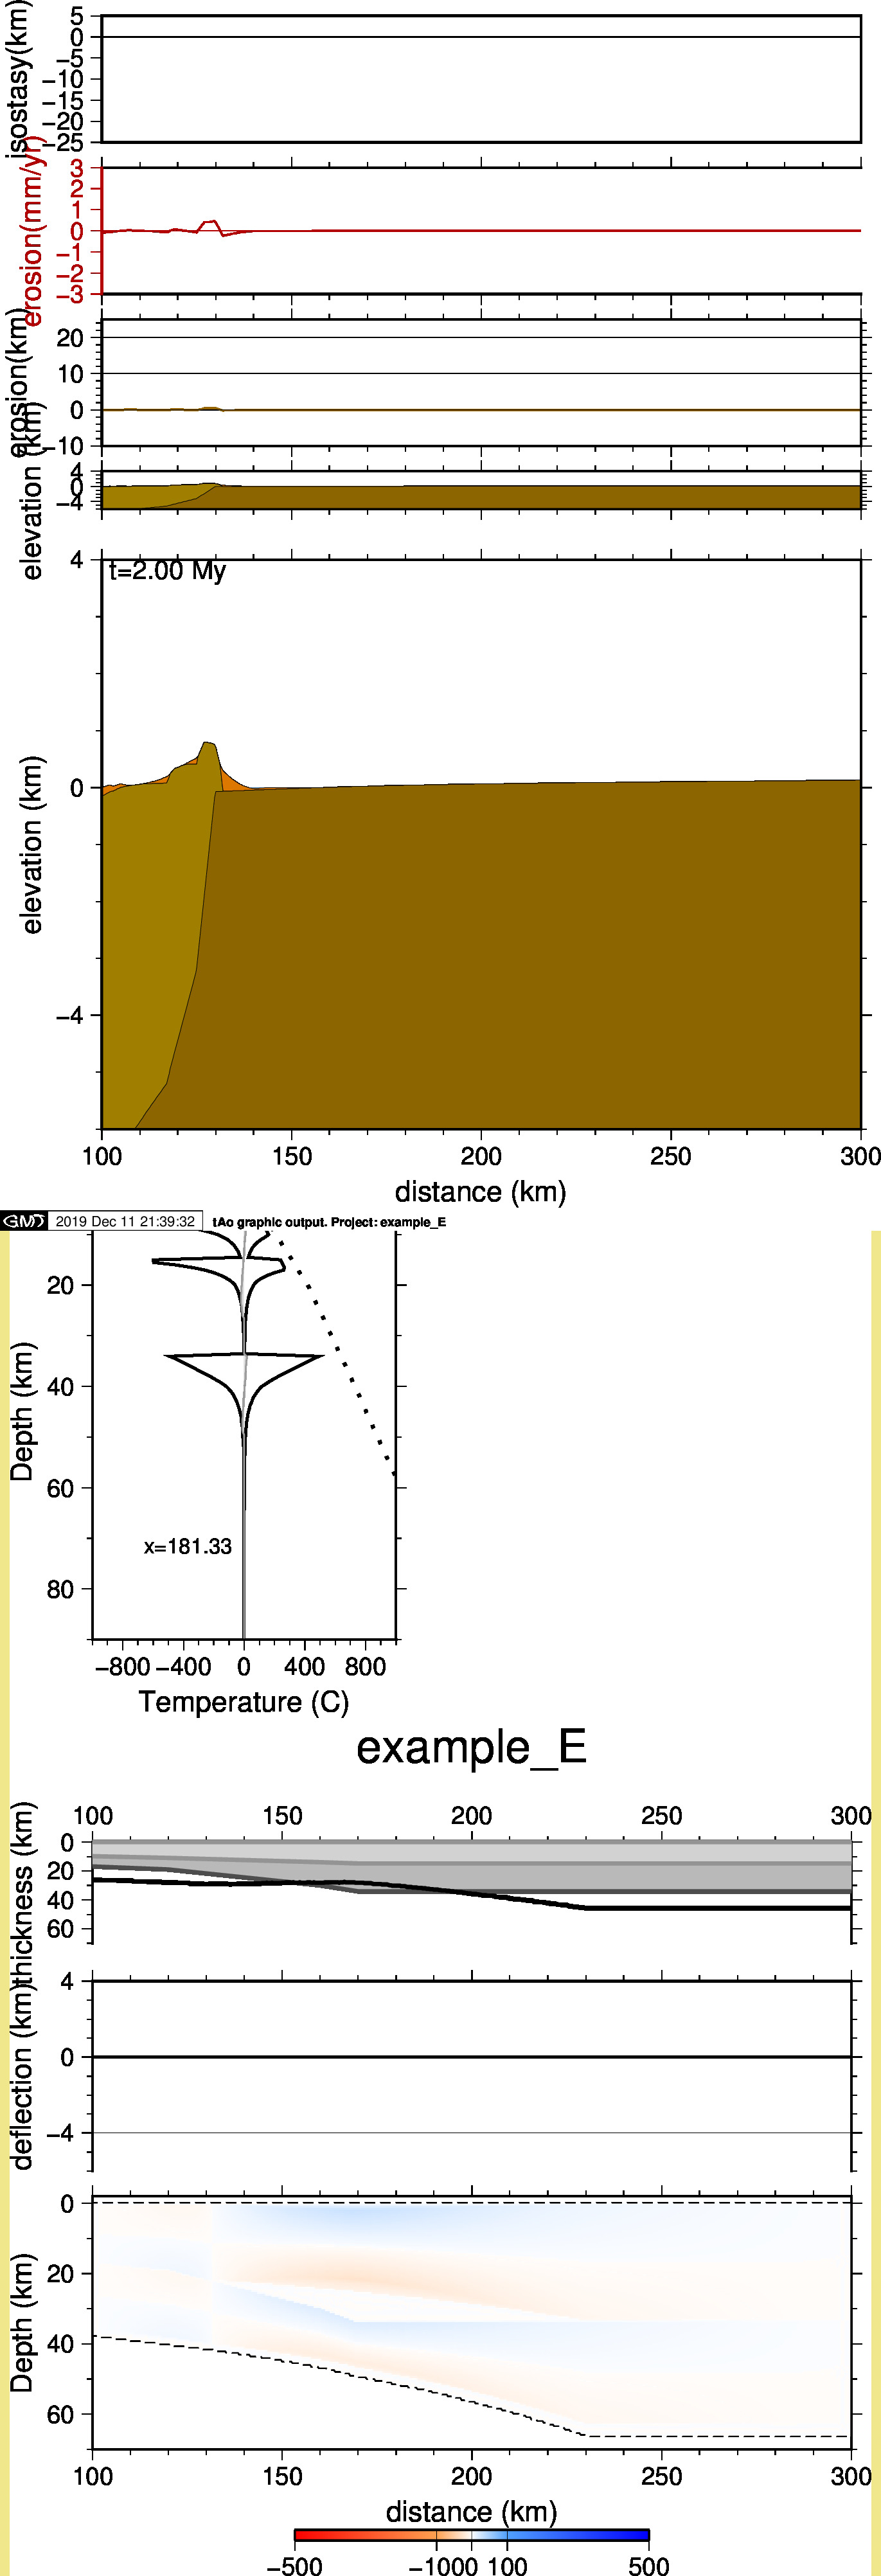 5
0
−5
−10
−15
−20
−25
isostasy(km)
3
2
1
0
−1
−2
−3
erosion(mm/yr)
20
10
0
−10
erosion(km)
4
0
−4
elevation (km)
t=2.00 My
4
0
−4
elevation (km)
100 150 200 250 300
distance (km)
GMT 2019 Dec 11 21:39:32 tAo graphic output. Project: example_E
20
40
60
80
Depth (km)
x=181.33
−800 −400 0 400 800
Temperature (C)
example_E
100 150 200 250 300
0
20
40
60
thickness (km)
4
0
−4
deflection (km)
0
20
40
60
Depth (km)
100 150 200 250 300
distance (km)
−500 −1000 100 500